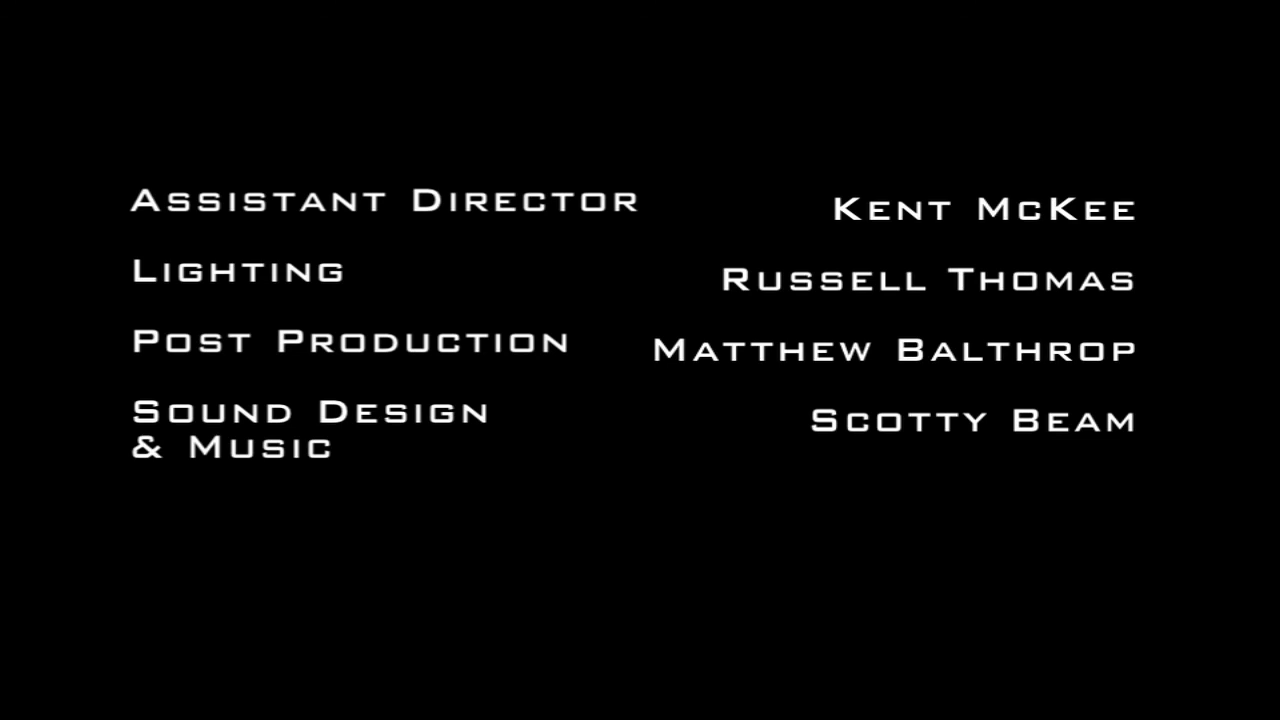 Assistant Director Kent McKee
Lighting Russell Thomas
Post Production Matthew Balthrop
Sound Design Scotty Beam
& Music